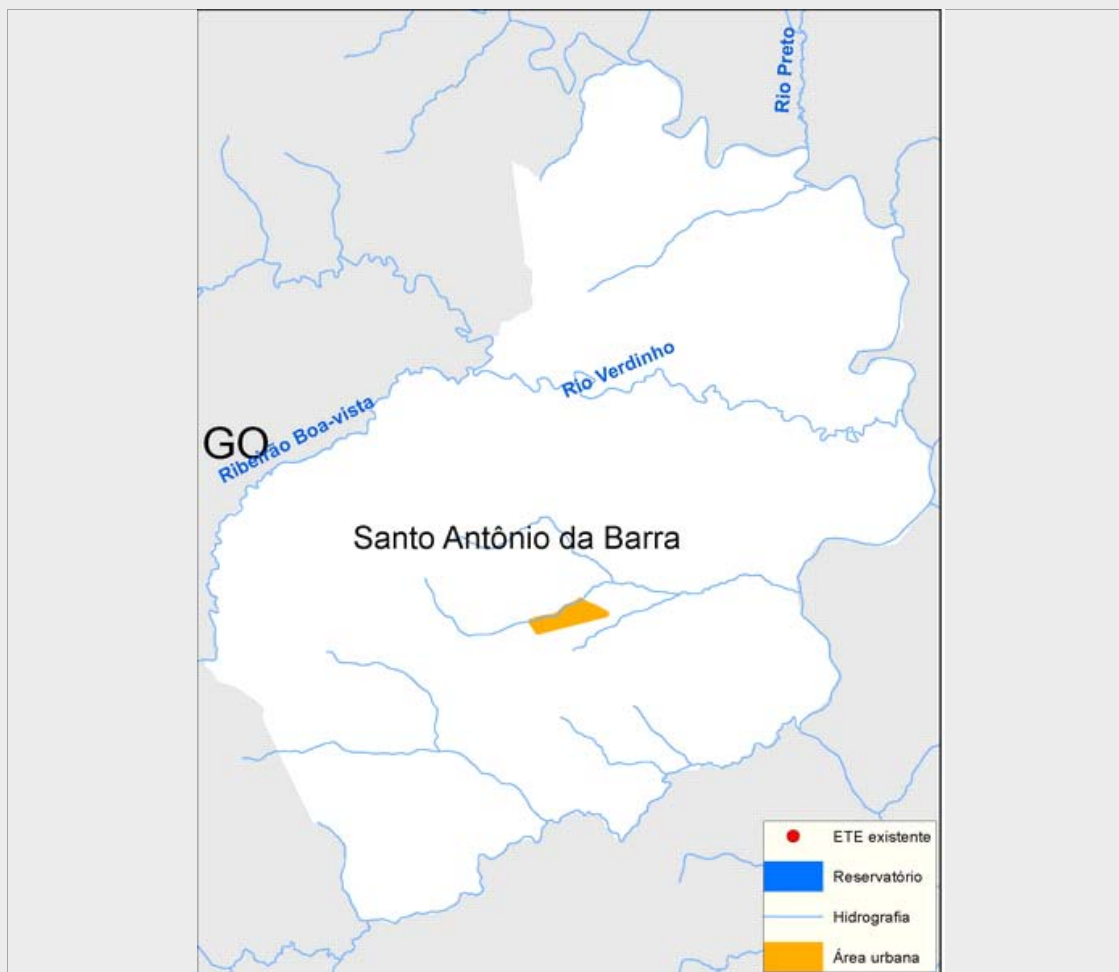 Rio Preto
Rio Verdinho
Ribeirão Boa-vista
GO
Santo Antônio da Barra
ETE existente
Reservatório
Hidrografia
Área urbana